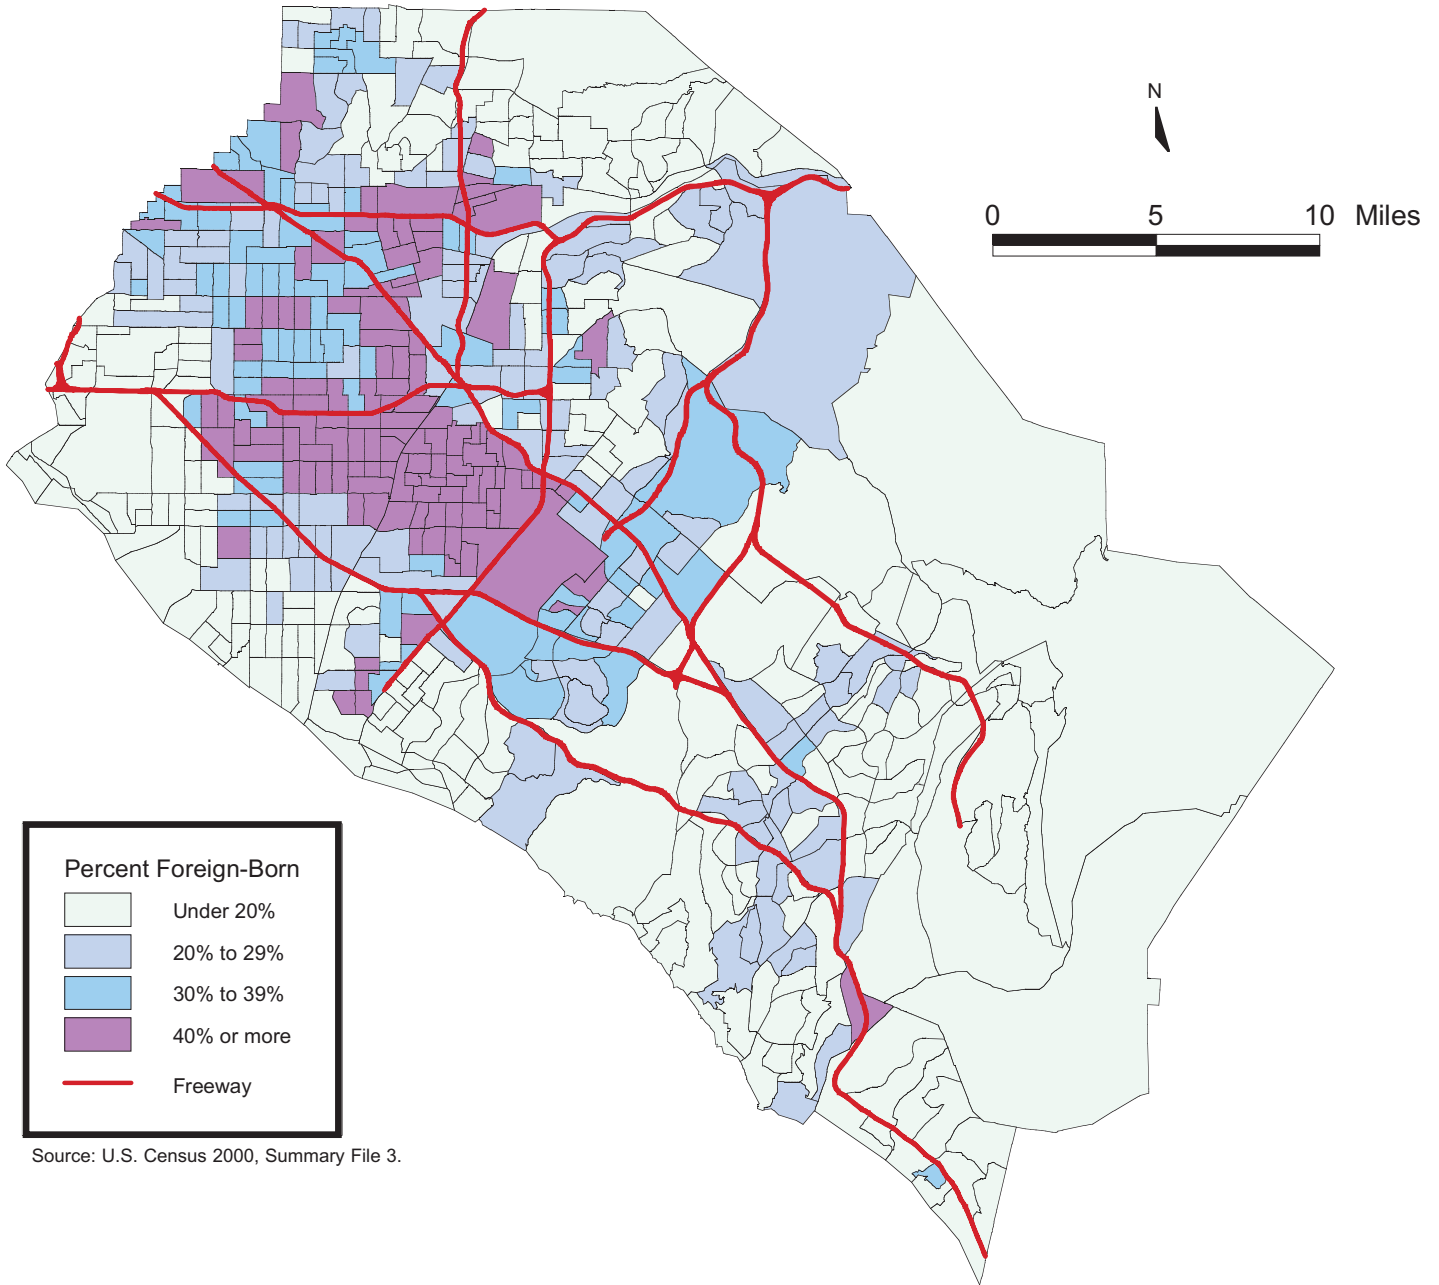 N
0 5 10 Miles
Percent Foreign-Born
Under 20%
20% to 29%
30% to 39%
40% or more
Freeway
Source: U.S. Census 2000, Summary File 3.